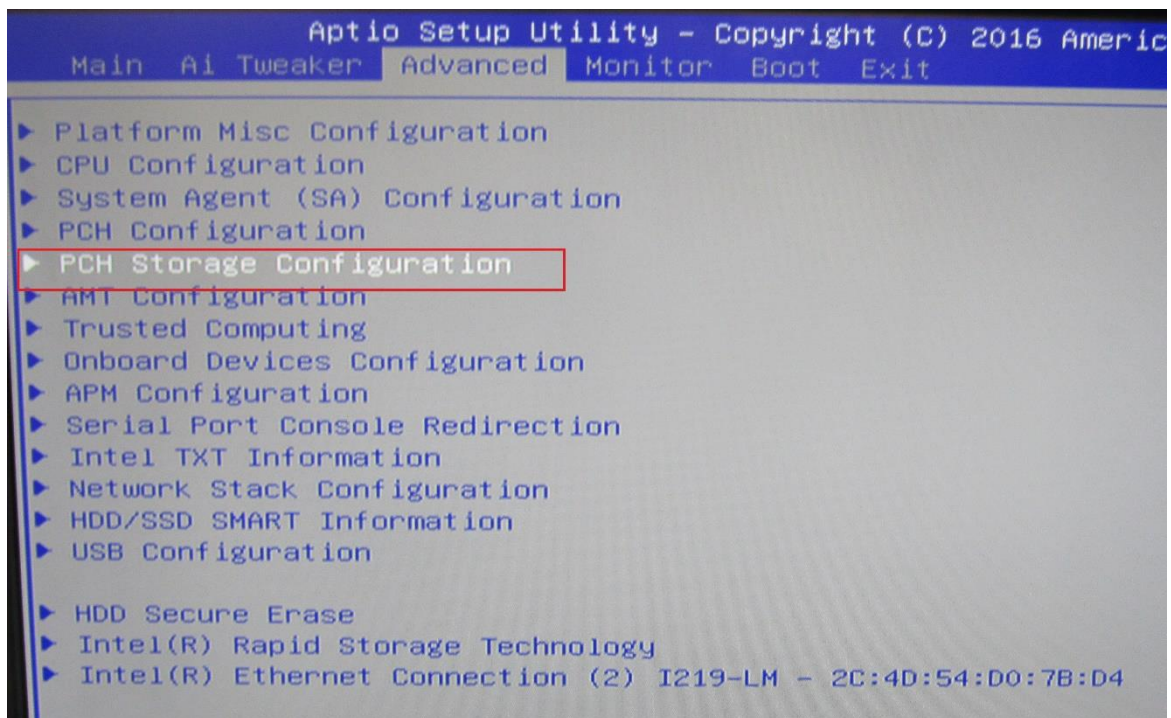 Aptio Setup Utility – Copyright (C) 2016 Americ
Main Ai Tweaker Advanced Monitor Boot Exit
Platform Misc Configuration
CPU Configuration
System Agent (SA) Configuration
PCH Configuration
PCH Storage Configuration
AMT Configuration
Trusted Computing
Onboard Devices Configuration
APM Configuration
Serial Port Console Redirection
Intel TXT Information
Network Stack Configuration
HDD/SSD SMART Information
USB Configuration
HDD Secure Erase
Intel(R) Rapid Storage Technology
Intel(R) Ethernet Connection (2) I219-LM – 2C:4D:54:D0:7B:D4